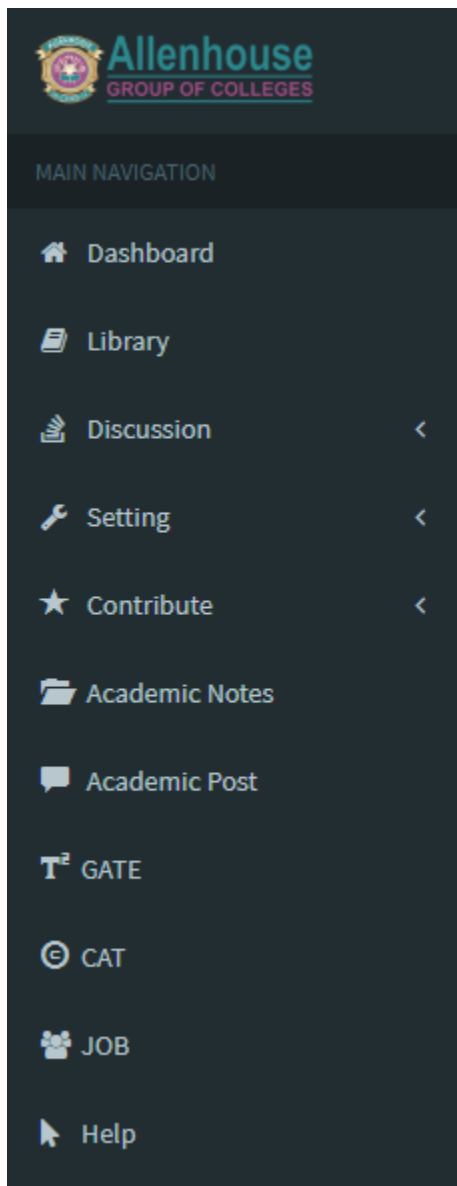 Allenhouse
GROUP OF COLLEGES
MAIN NAVIGATION
Dashboard
Library
Discussion
Setting
Contribute
Academic Notes
Academic Post
GATE
CAT
JOB
Help